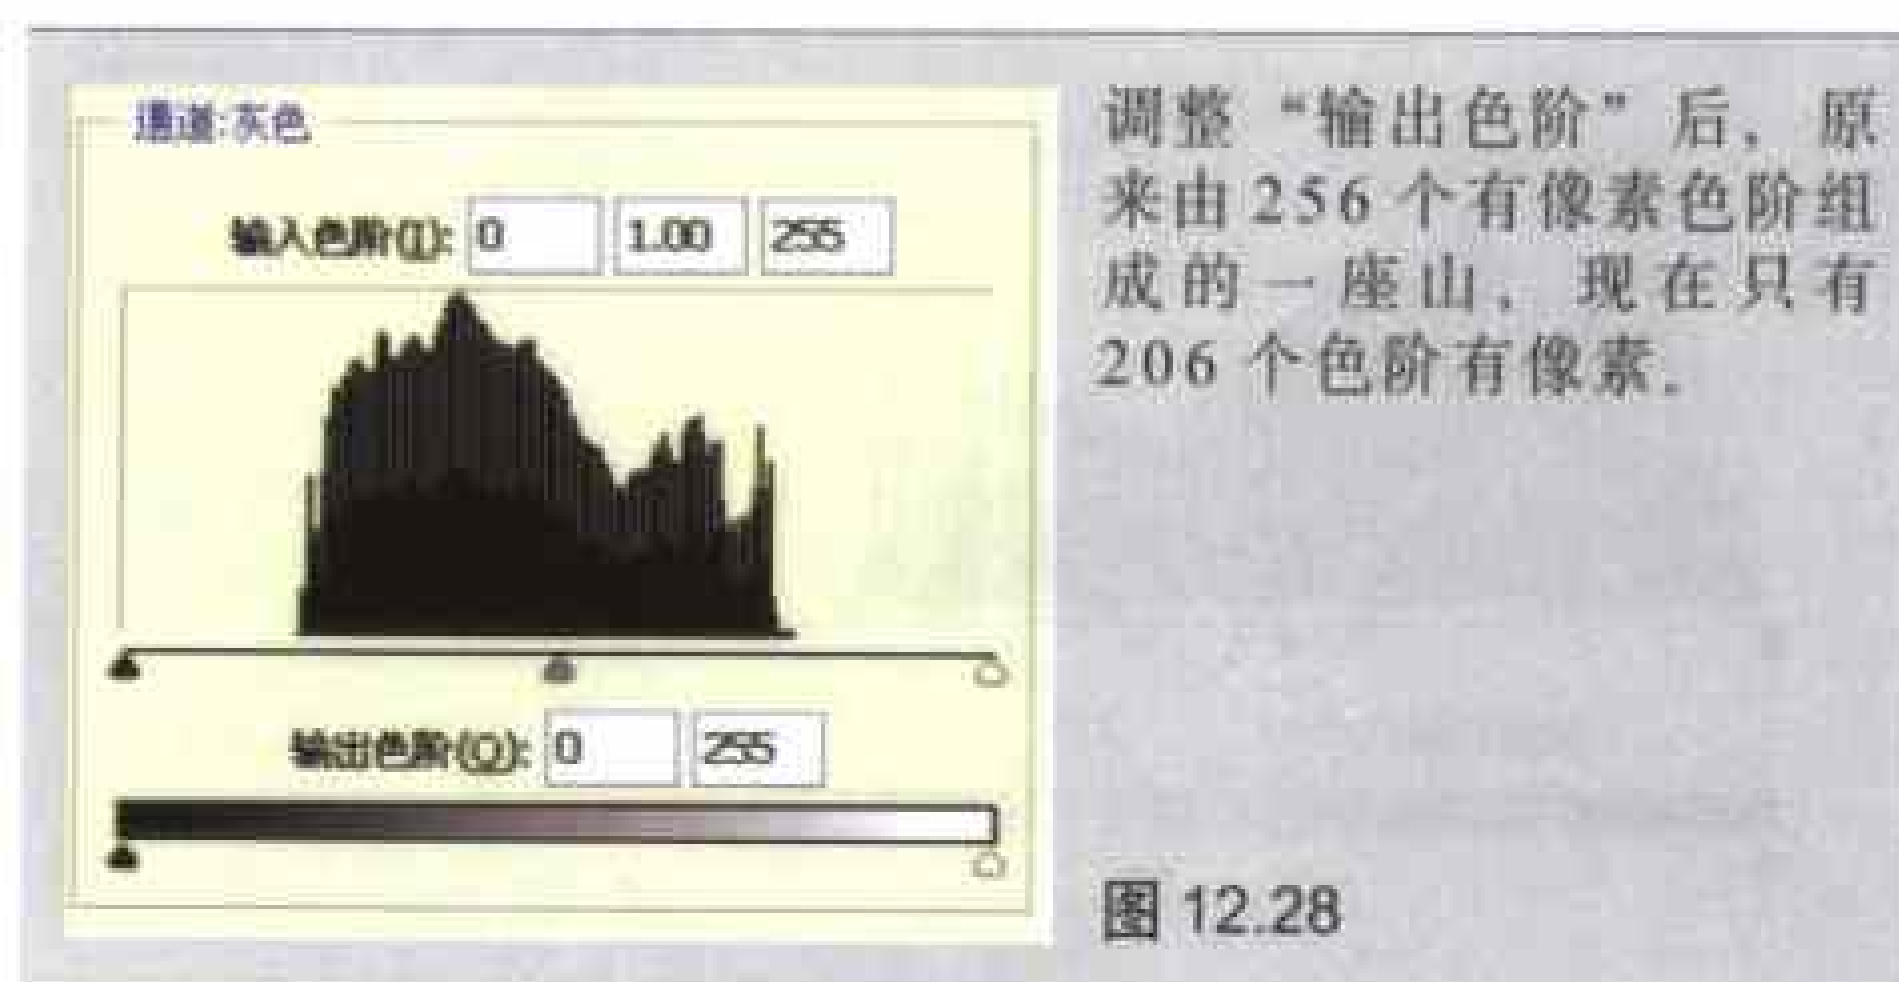 通道:灰色
输入色阶(I): 0 1.00 255
输出色阶(O): 0 255
调整“输出色阶”后，原
来由256个有像素色阶组
成的一座山，现在只有
206个色阶有像素.
图 12.28